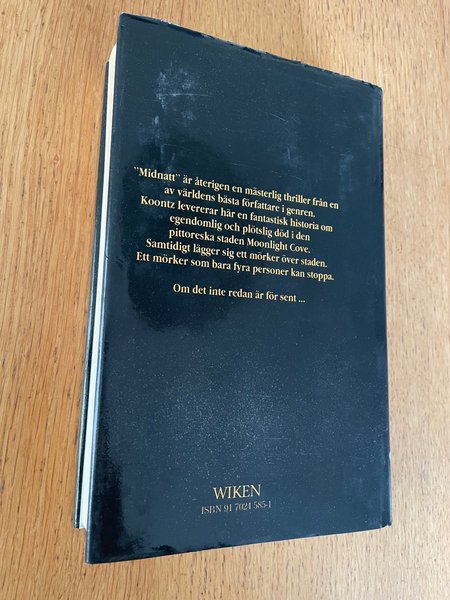 ”Midnatt” är återigen en mästerlig thriller från en
av världens bästa författare i genren.
Koontz levererar här en fantastisk historia om
egendomlig och plötslig död i den
pittoreska staden Moonlight Cove.
Samtidigt lägger sig ett mörker över staden.
Ett mörker som bara fyra personer kan stoppa.
Om det inte redan är för sent ...
WIKEN
ISBN 91 7024 585-1